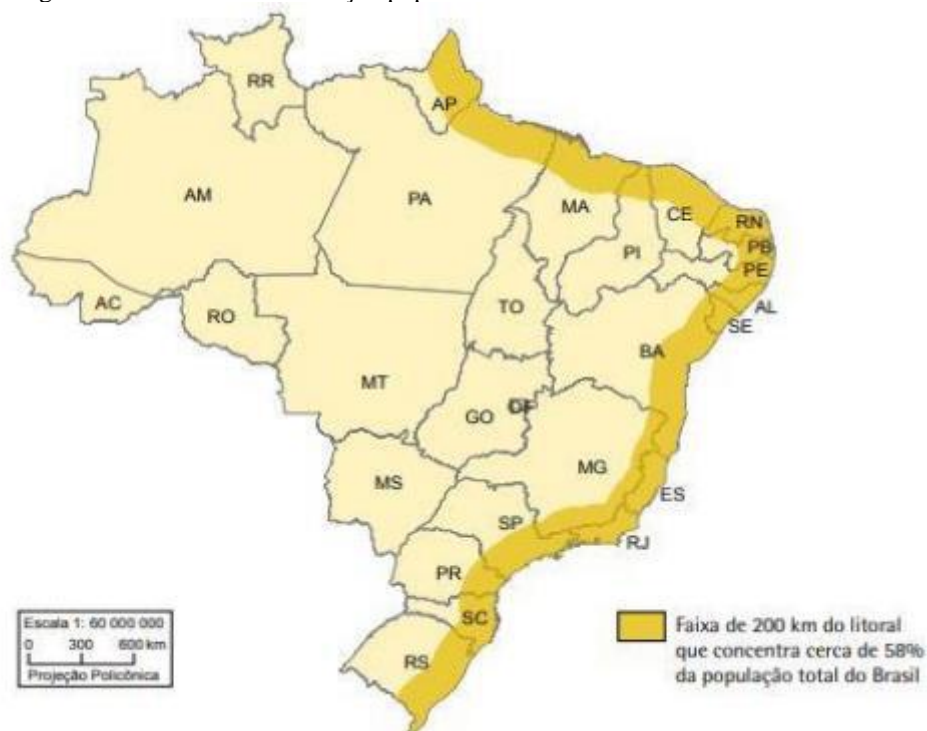 RR
AP
AM
PA
MA
CE
RN
PB
PE
AL
SE
PI
AC
RO
TO
BA
MT
GO
DF
MG
MS
ES
SP
RJ
PR
SC
RS
Escala 1: 60 000 000
0 300 600 km
Projeção Policônica
Faixa de 200 km do litoral
que concentra cerca de 58%
da população total do Brasil